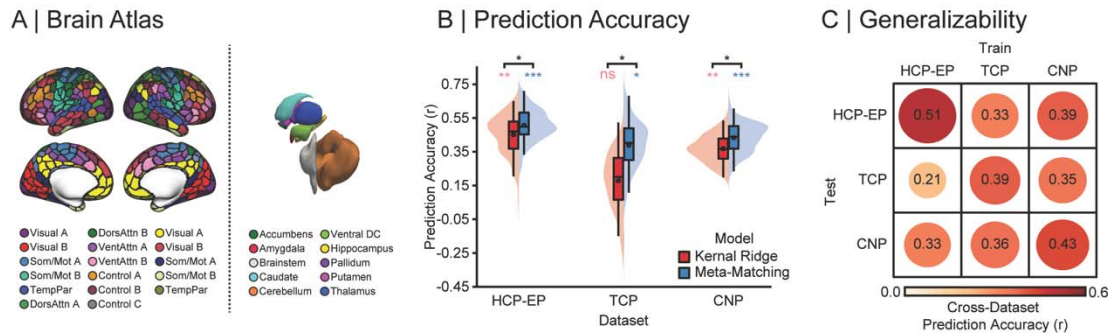 A | Brain Atlas
Visual A
Visual B
Som/Mot A
Som/Mot B
TempPar
DorsAttn A
DorsAttn B
VentAttn A
VentAttn B
Control A
Control B
Control C
Visual A
Visual B
Som/Mot A
Som/Mot B
TempPar
Accumbens
Amygdala
Brainstem
Caudate
Cerebellum
Ventral DC
Hippocampus
Pallidum
Putamen
Thalamus
B | Prediction Accuracy
Prediction Accuracy (r)
0.75
0.55
0.35
0.15
-0.05
-0.25
-0.45
*
** ***
*
ns *
*
** ***
Model
Kernal Ridge
Meta-Matching
HCP-EP TCP CNP
Dataset
C | Generalizability
Train
HCP-EP TCP CNP
Test
HCP-EP 0.51 0.33 0.39
TCP 0.21 0.39 0.35
CNP 0.33 0.36 0.43
0.0 0.6
Cross-Dataset
Prediction Accuracy (r)